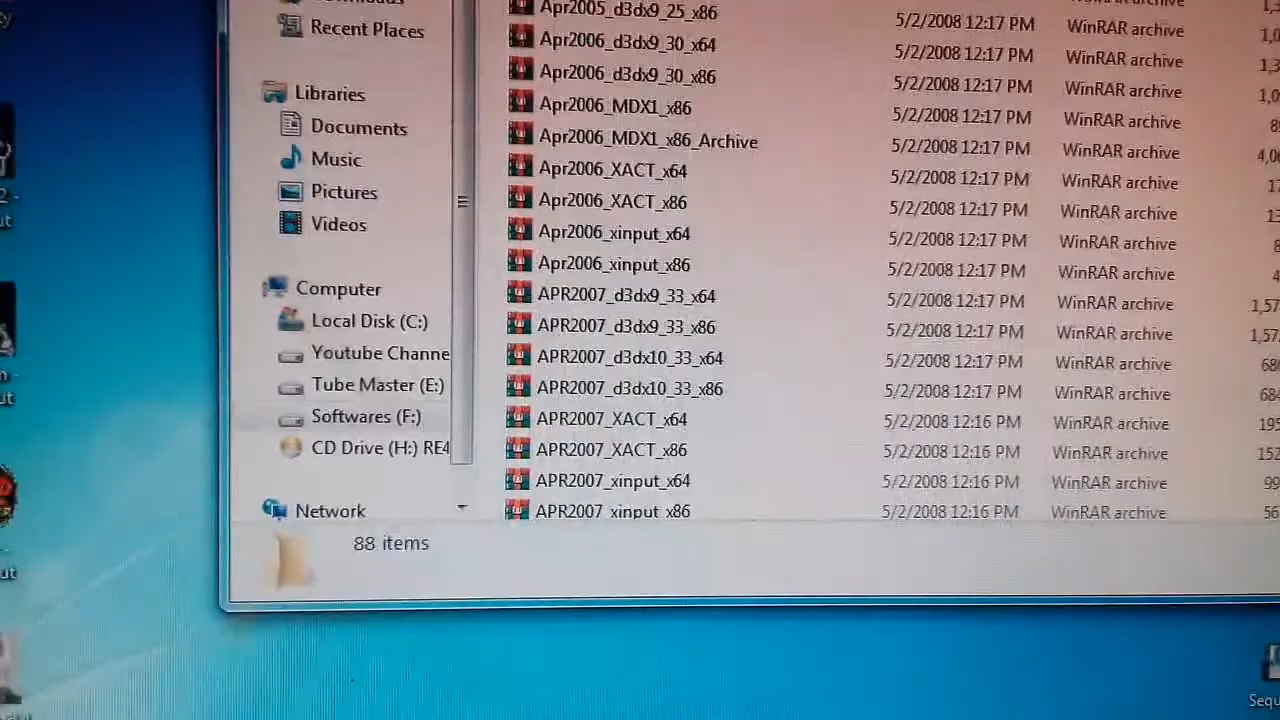 Recent Places
Libraries
Documents
Music
Pictures
Videos
Computer
Local Disk (C:)
Youtube Channe
Tube Master (E:)
Softwares (F:)
CD Drive (H:) RE4
Network
Apr2005_d3dx9_25_x86 5/2/2008 12:17 PM WinRAR archive
Apr2006_d3dx9_30_x64 5/2/2008 12:17 PM WinRAR archive
Apr2006_d3dx9_30_x86 5/2/2008 12:17 PM WinRAR archive
Apr2006_MDX1_x86 5/2/2008 12:17 PM WinRAR archive
Apr2006_MDX1_x86_Archive 5/2/2008 12:17 PM WinRAR archive
Apr2006_XACT_x64 5/2/2008 12:17 PM WinRAR archive
Apr2006_XACT_x86 5/2/2008 12:17 PM WinRAR archive
Apr2006_xinput_x64 5/2/2008 12:17 PM WinRAR archive
Apr2006_xinput_x86 5/2/2008 12:17 PM WinRAR archive
APR2007_d3dx9_33_x64 5/2/2008 12:17 PM WinRAR archive
APR2007_d3dx9_33_x86 5/2/2008 12:17 PM WinRAR archive
APR2007_d3dx10_33_x64 5/2/2008 12:17 PM WinRAR archive
APR2007_d3dx10_33_x86 5/2/2008 12:17 PM WinRAR archive
APR2007_XACT_x64 5/2/2008 12:16 PM WinRAR archive
APR2007_XACT_x86 5/2/2008 12:16 PM WinRAR archive
APR2007_xinput_x64 5/2/2008 12:16 PM WinRAR archive
APR2007_xinput_x86 5/2/2008 12:16 PM WinRAR archive
88 items